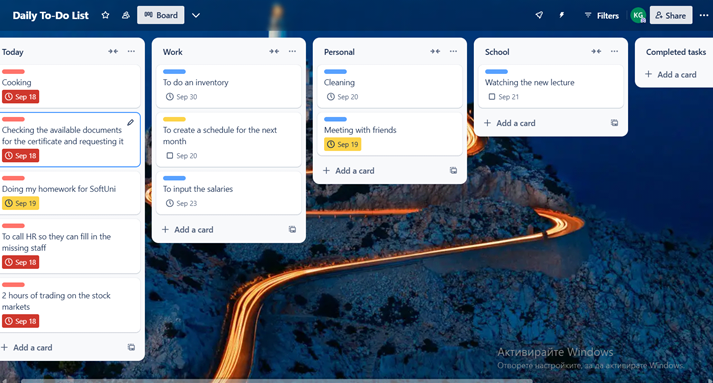 Daily To-Do List
Board
Filters
KG
Share
Today
Cooking
Sep 18
Checking the available documents
for the certificate and requesting it
Sep 18
Doing my homework for SoftUni
Sep 19
To call HR so they can fill in the
missing staff
Sep 18
2 hours of trading on the stock
markets
Sep 18
Add a card
Work
To do an inventory
Sep 30
To create a schedule for the next
month
Sep 20
To input the salaries
Sep 23
Add a card
Personal
Cleaning
Sep 20
Meeting with friends
Sep 19
Add a card
School
Watching the new lecture
Sep 21
Add a card
Completed tasks
Add a card
Активирайте Windows
Отворете настройките, за да активирате Windows.